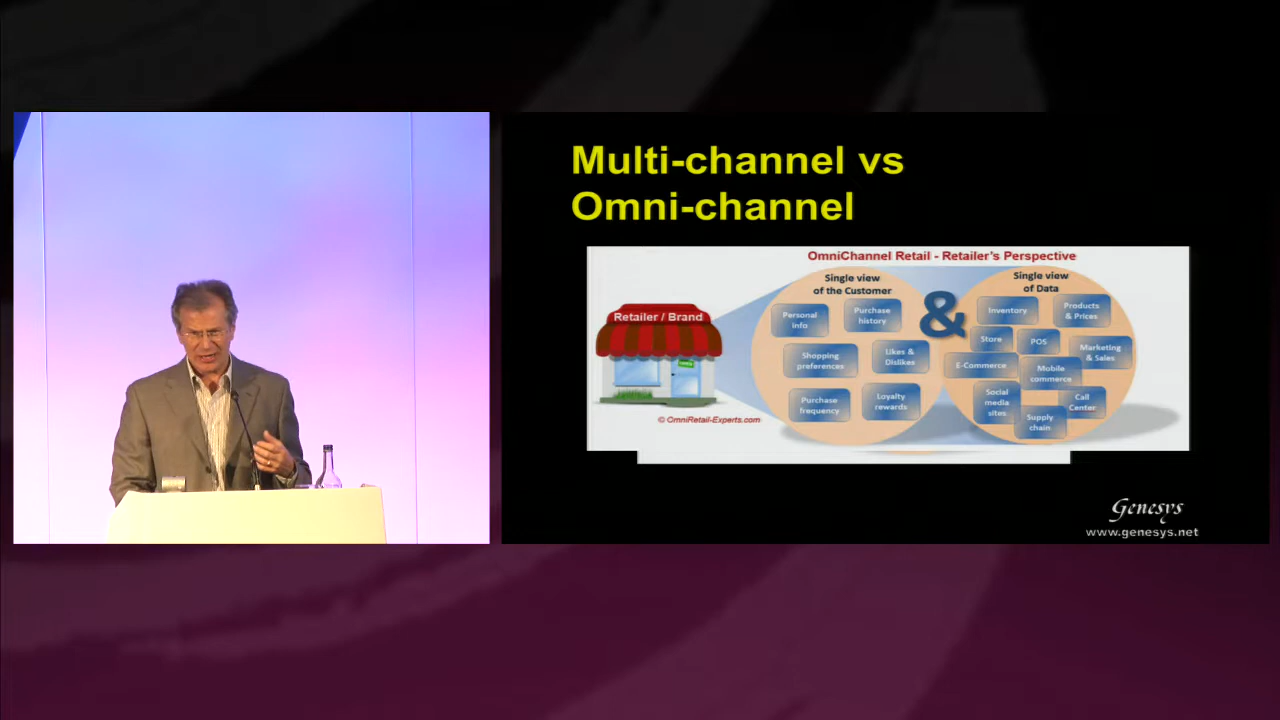 Multi-channel vs
Omni-channel
OmniChannel Retail - Retailer's Perspective
Single view
of the Customer
Single view
of Data
&
Retailer / Brand
Personal
info
Purchase
history
Shopping
preferences
Likes &
Dislikes
Purchase
frequency
Loyalty
rewards
Inventory
Products
& Prices
Store
POS
Marketing
& Sales
E-Commerce
Mobile
commerce
Social
media
sites
Call
Center
Supply
chain
© OmniRetail-Experts.com
Genesys
www.genesys.net